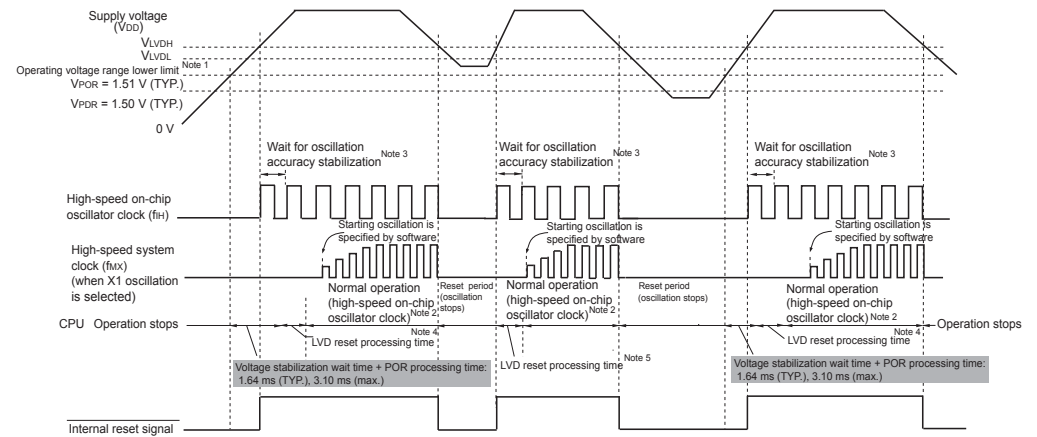 Supply voltage
(VDD)
VLVDH
VLVDL
Operating voltage range lower limit Note 1
VPOR = 1.51 V (TYP.)
VPDR = 1.50 V (TYP.)
0 V
Wait for oscillation
accuracy stabilization Note 3
Wait for oscillation
accuracy stabilization Note 3
Wait for oscillation
accuracy stabilization Note 3
High-speed on-chip
oscillator clock (fIH)
Starting oscillation is
specified by software
Starting oscillation is
specified by software
Starting oscillation is
specified by software
High-speed system
clock (fMX)
(when X1 oscillation
is selected)
Normal operation
(high-speed on-chip
oscillator clock) Note 2
Reset period
(oscillation
stops)
Normal operation
(high-speed on-chip
oscillator clock) Note 2
Reset period
(oscillation stops)
Normal operation
(high-speed on-chip
oscillator clock) Note 2
CPU Operation stops
Operation stops
LVD reset processing time Note 4
LVD reset processing time Note 5
LVD reset processing time Note 4
Voltage stabilization wait time + POR processing time:
1.64 ms (TYP.), 3.10 ms (max.)
Voltage stabilization wait time + POR processing time:
1.64 ms (TYP.), 3.10 ms (max.)
Internal reset signal